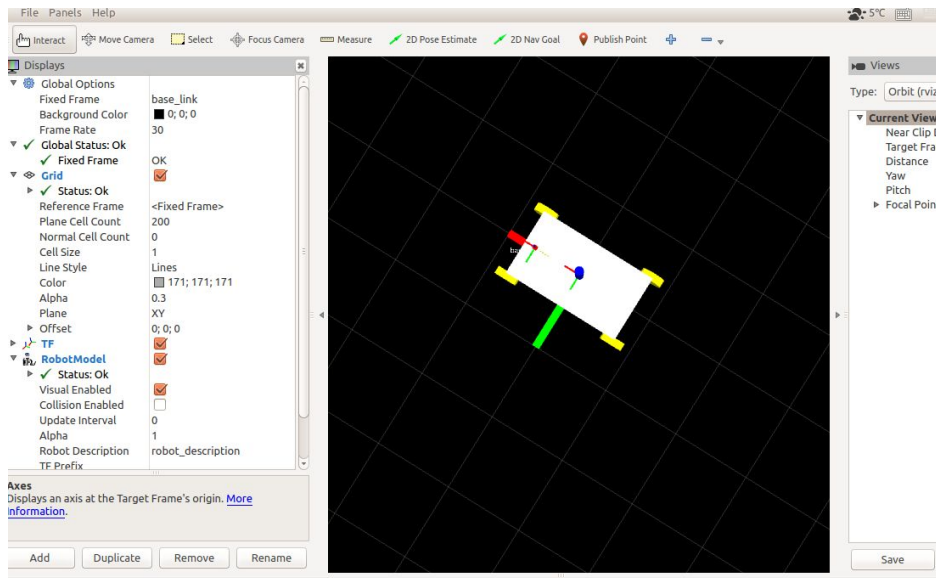 File Panels Help
5°C
Interact Move Camera Select Focus Camera Measure 2D Pose Estimate 2D Nav Goal Publish Point
Displays
Global Options
Fixed Frame base_link
Background Color 0; 0; 0
Frame Rate 30
Global Status: Ok
Fixed Frame OK
Grid
Status: Ok
Reference Frame <Fixed Frame>
Plane Cell Count 200
Normal Cell Count 0
Cell Size 1
Line Style Lines
Color 171; 171; 171
Alpha 0.3
Plane XY
Offset 0; 0; 0
TF
RobotModel
Status: Ok
Visual Enabled
Collision Enabled
Update Interval 0
Alpha 1
Robot Description robot_description
TF Prefix
Axes
Displays an axis at the Target Frame's origin. More
Information.
Add Duplicate Remove Rename
ba
Views
Type: Orbit (rviz
Current View
Near Clip D
Target Fra
Distance
Yaw
Pitch
Focal Poin
Save